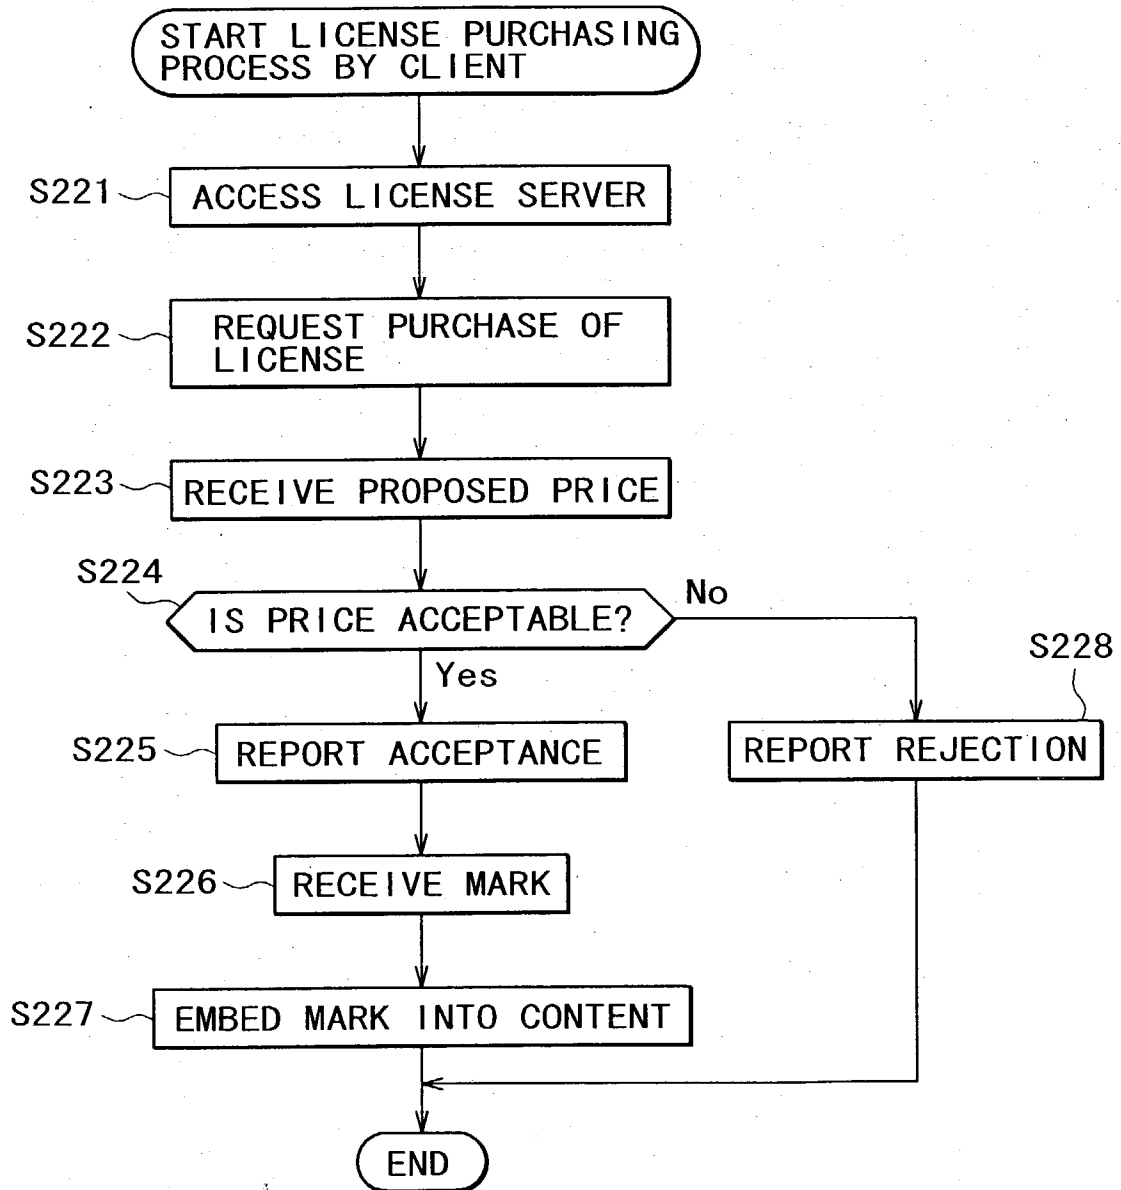 START LICENSE PURCHASING
PROCESS BY CLIENT
S221
ACCESS LICENSE SERVER
S222
REQUEST PURCHASE OF
LICENSE
S223
RECEIVE PROPOSED PRICE
S224
IS PRICE ACCEPTABLE?
No
Yes
S228
S225
REPORT ACCEPTANCE
REPORT REJECTION
S226
RECEIVE MARK
S227
EMBED MARK INTO CONTENT
END